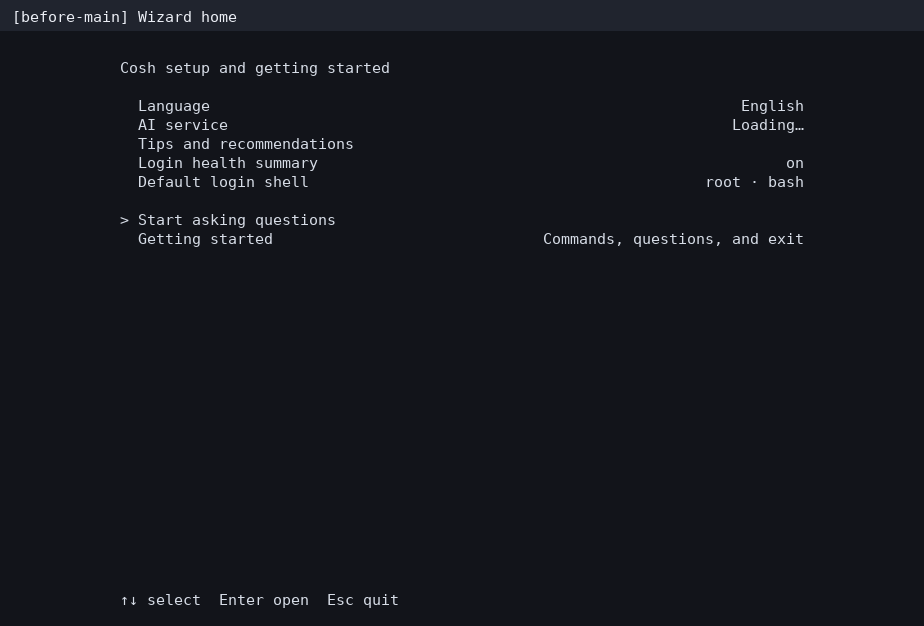 [before-main] Wizard home
Cosh setup and getting started
Language English
AI service Loading…
Tips and recommendations
Login health summary on
Default login shell root · bash
> Start asking questions
Getting started Commands, questions, and exit
↑↓ select Enter open Esc quit